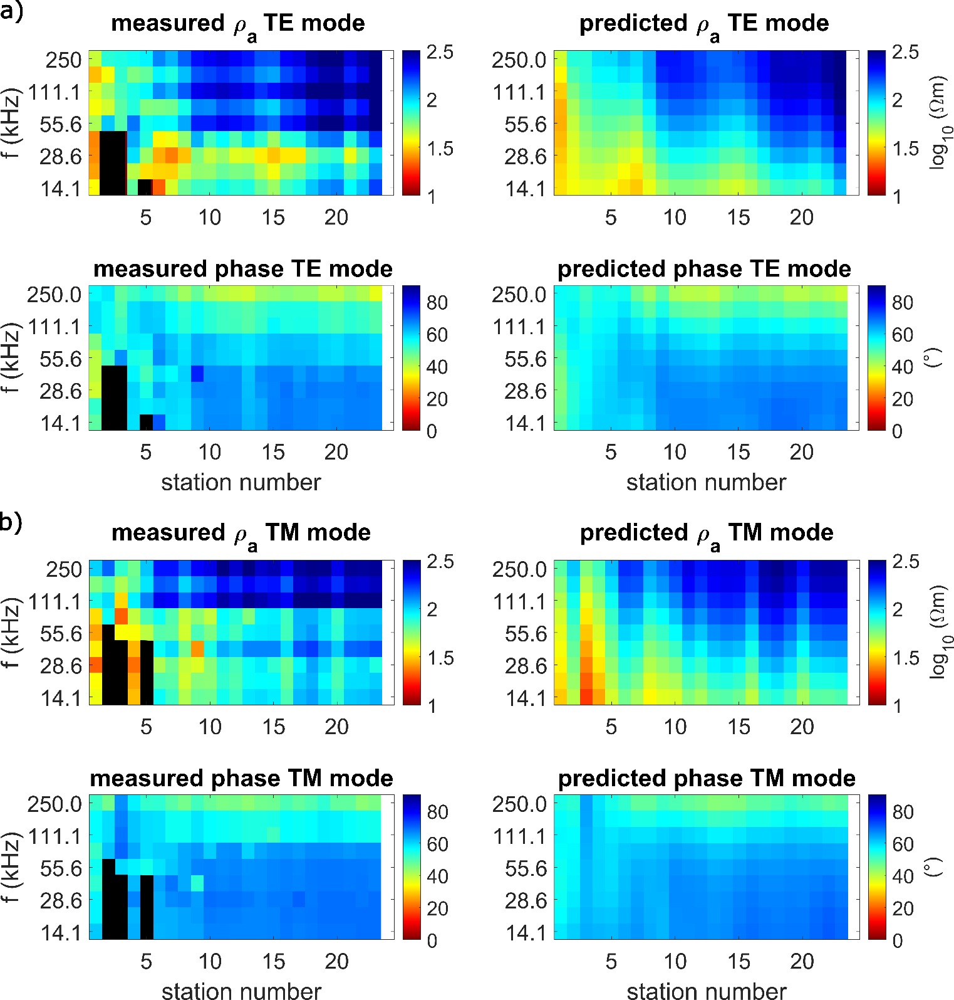 a)
measured ρa TE mode
predicted ρa TE mode
f (kHz)
250
111.1
55.6
28.6
14.1
5 10 15 20
2.5
2
1.5
1
250.0
111.1
55.6
28.6
14.1
5 10 15 20
2.5
2
1.5
1
log10 (Ωm)
measured phase TE mode
predicted phase TE mode
f (kHz)
250.0
111.1
55.6
28.6
14.1
5 10 15 20
station number
80
60
40
20
0
250.0
111.1
55.6
28.6
14.1
5 10 15 20
station number
80
60
40
20
0
(°)
b)
measured ρa TM mode
predicted ρa TM mode
f (kHz)
250
111.1
55.6
28.6
14.1
5 10 15 20
2.5
2
1.5
1
250.0
111.1
55.6
28.6
14.1
5 10 15 20
2.5
2
1.5
1
log10 (Ωm)
measured phase TM mode
predicted phase TM mode
f (kHz)
250.0
111.1
55.6
28.6
14.1
5 10 15 20
station number
80
60
40
20
0
250.0
111.1
55.6
28.6
14.1
5 10 15 20
station number
80
60
40
20
0
(°)